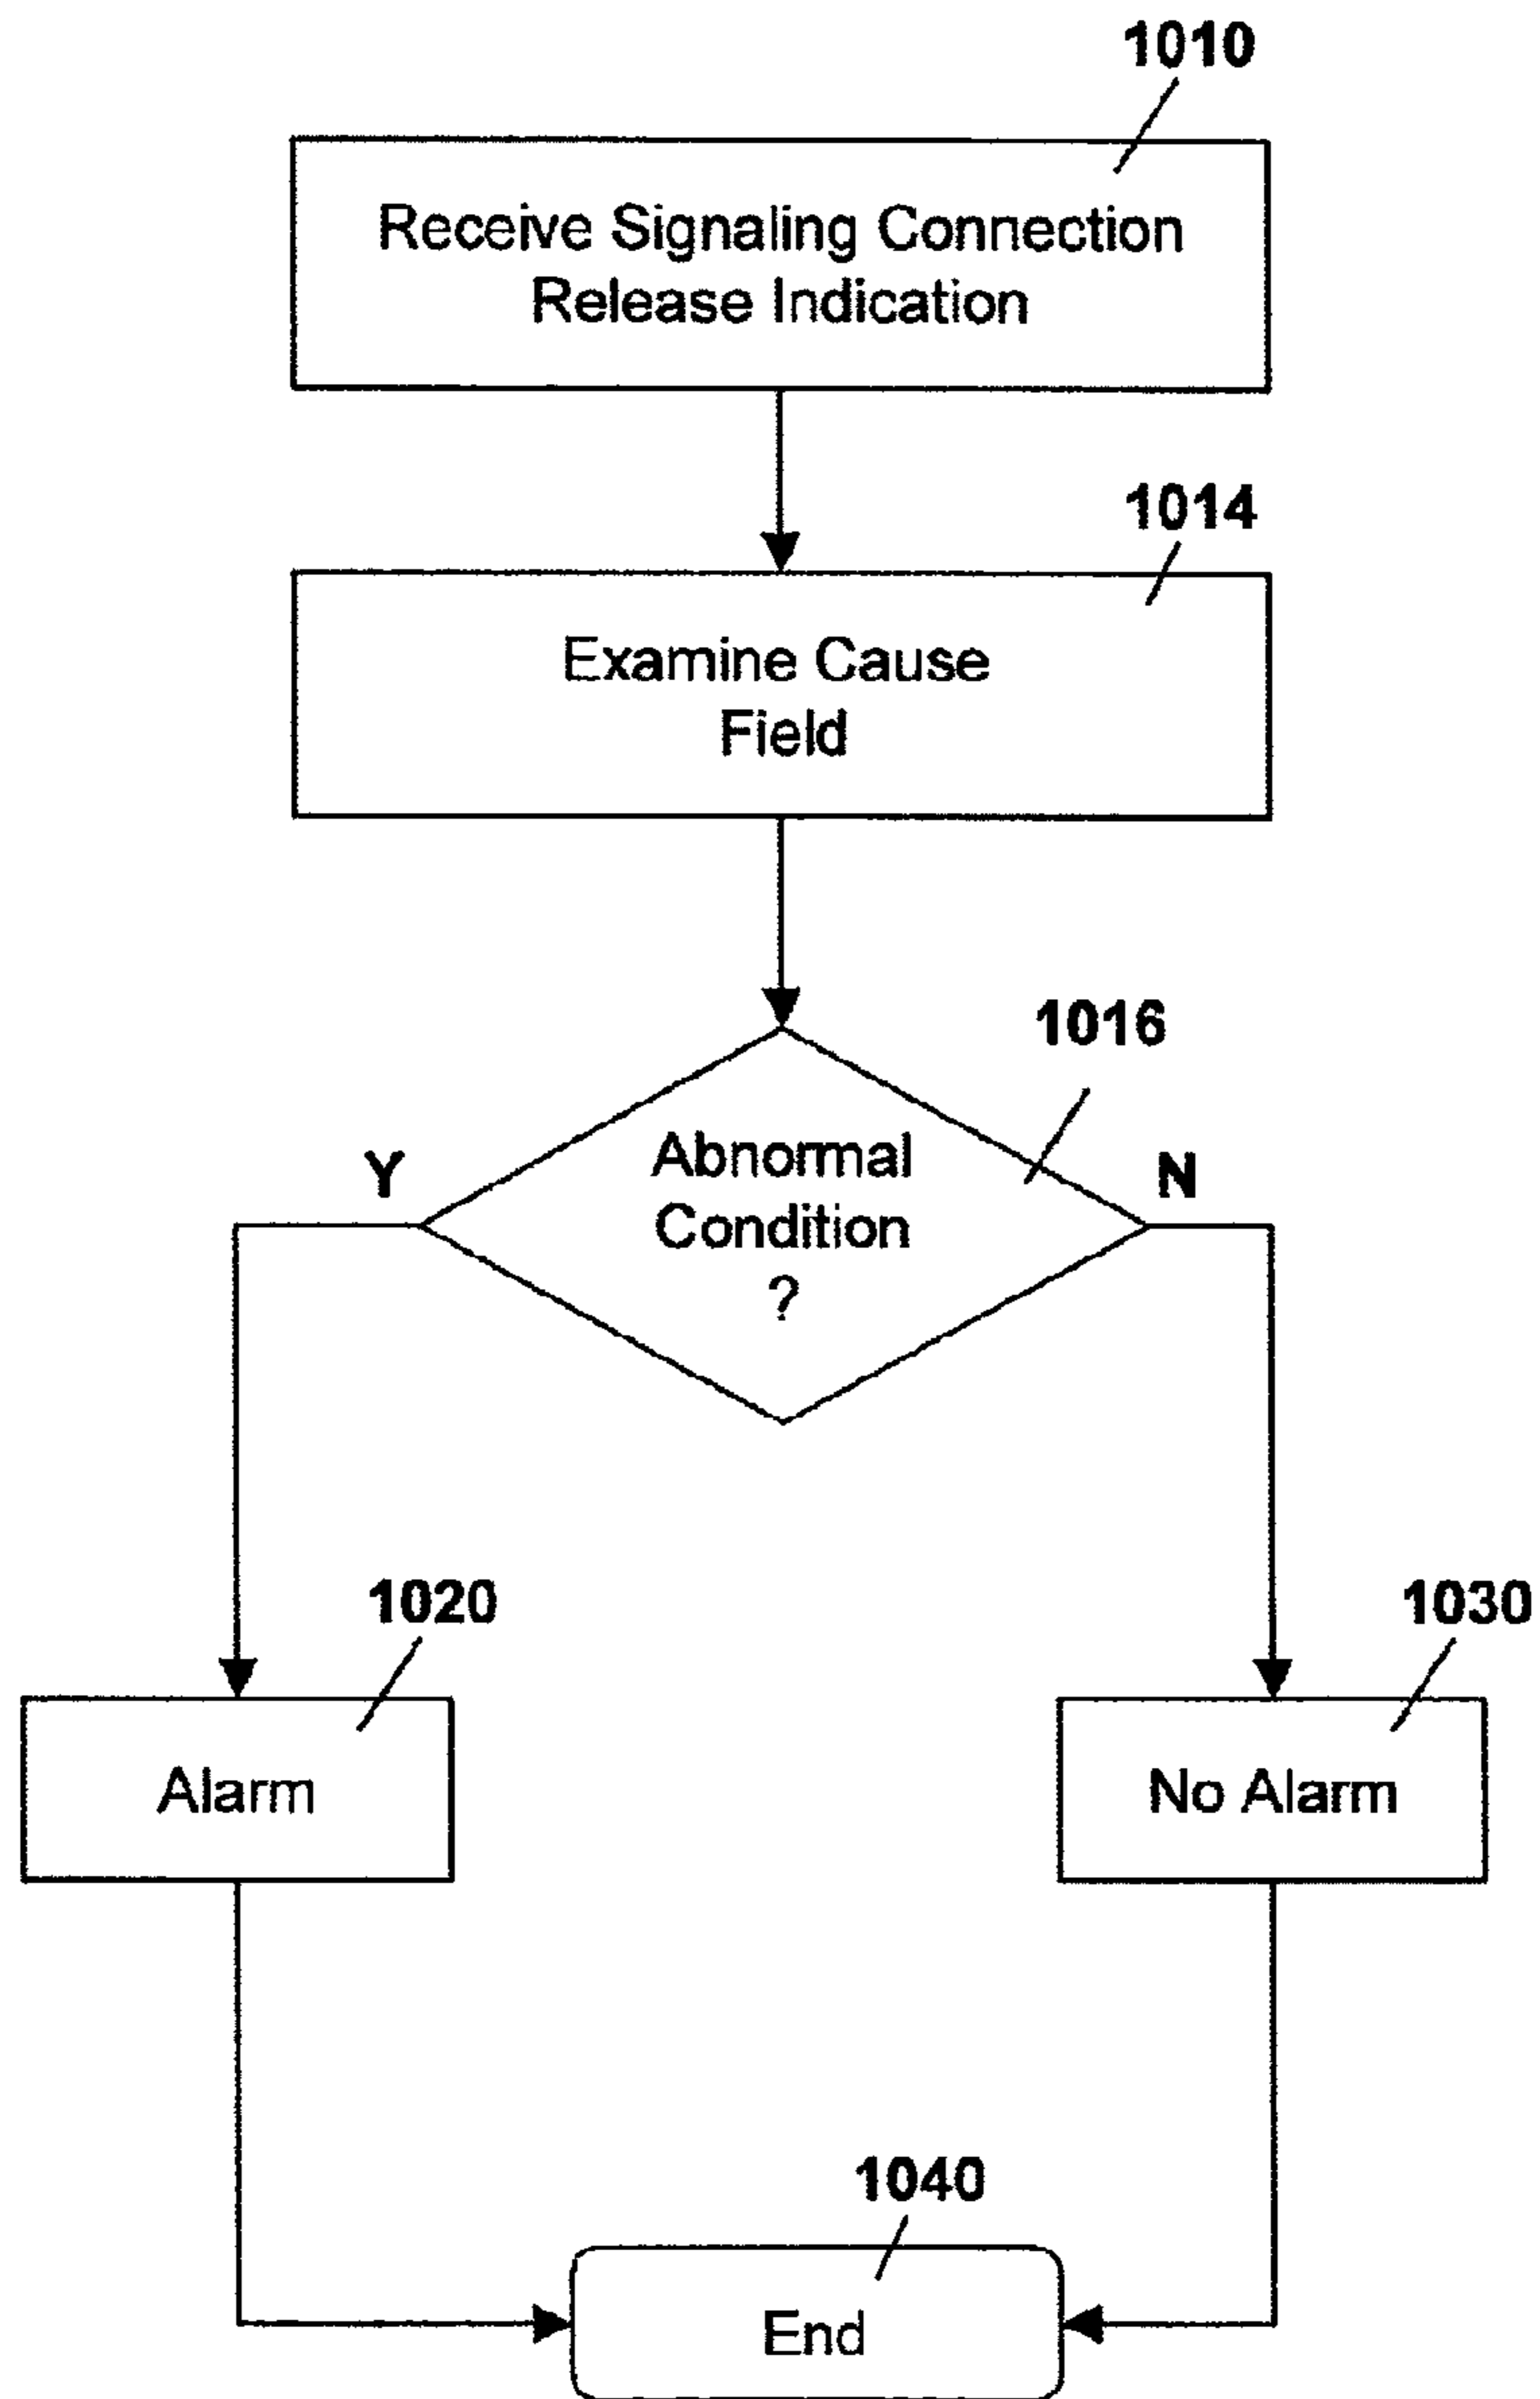 1010
Receive Signaling Connection
Release Indication
1014
Examine Cause
Field
1016
Y
Abnormal
Condition
?
N
1020
Alarm
1030
No Alarm
1040
End